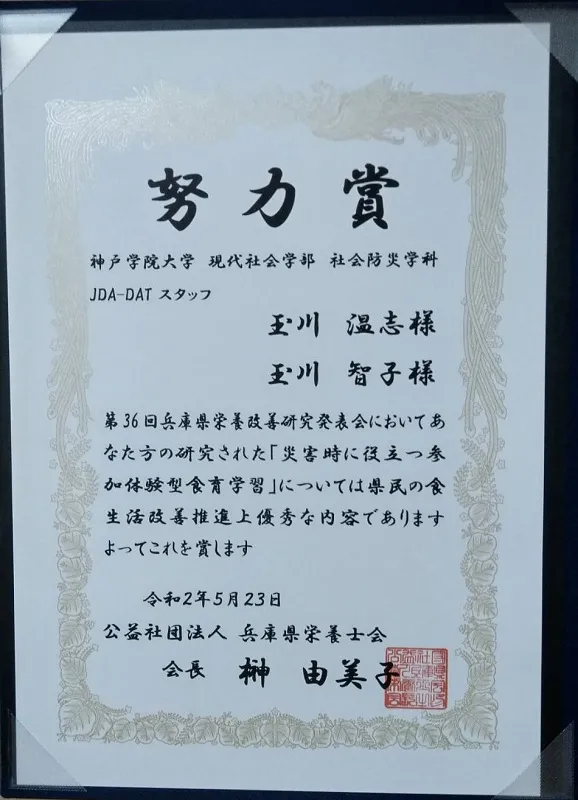 努力賞
神戸学院大学 現代社会学部 社会防災学科
JDA-DAT スタッフ
玉川 温志様
玉川 智子様
第36回兵庫県栄養改善研究発表会においてあ
なた方の研究された「災害時に役立つ参
加体験型食育学習」については県民の食
生活改善推進上優秀な内容であります
よってこれを賞します
令和2年5月23日
公益社団法人 兵庫県栄養士会
会長 榊 由美子